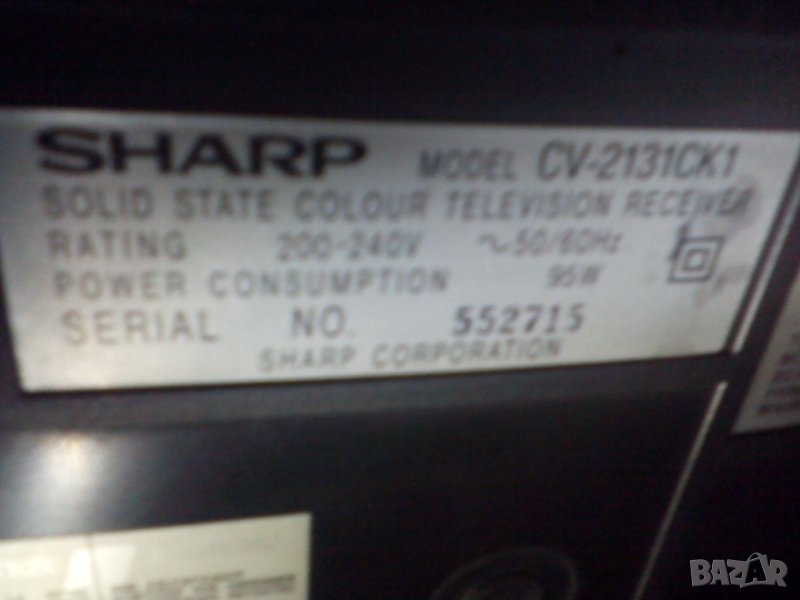 SHARP MODEL CV-2131CK1
SOLID STATE COLOUR TELEVISION RECEIVER
RATING 200-240V ~50/60Hz
POWER CONSUMPTION 95W
SERIAL NO. 552715
SHARP CORPORATION
BAZAR